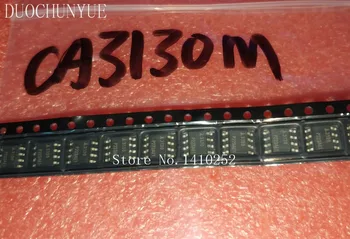 DUOCHUNYUE
CA3130M
Store No.: 1410252